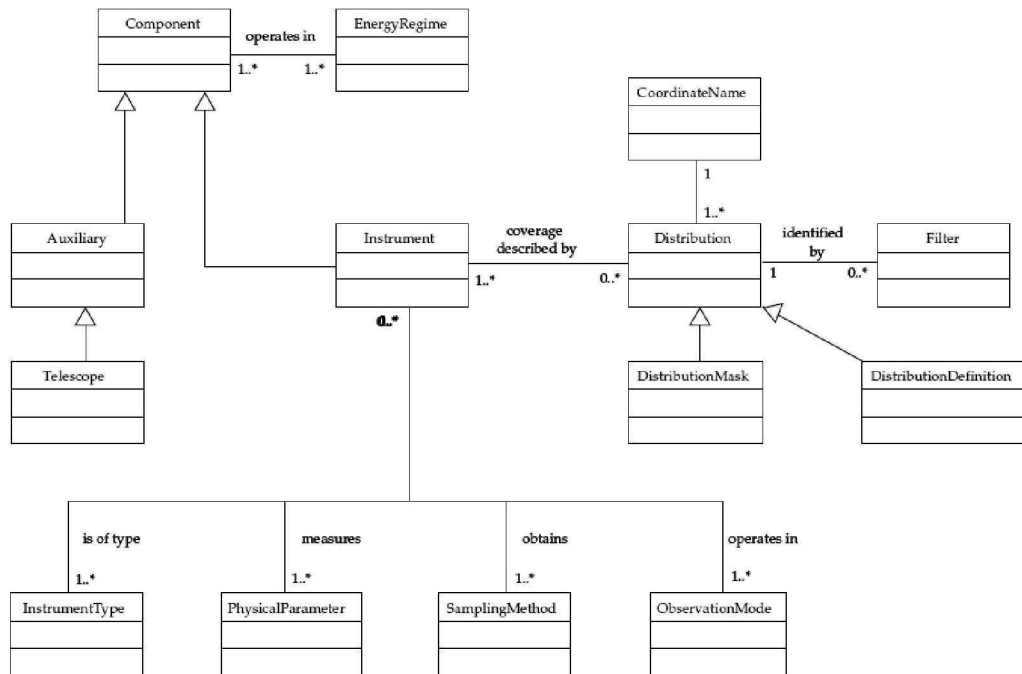 Component
EnergyRegime
operates in
1..*
1..*
CoordinateName
1
1..*
Auxiliary
Instrument
coverage
described by
1..*
0..*
Distribution
identified
by
1
0..*
Filter
Telescope
DistributionMask
DistributionDefinition
is of type
measures
obtains
operates in
1..*
1..*
1..*
1..*
InstrumentType
PhysicalParameter
SamplingMethod
ObservationMode